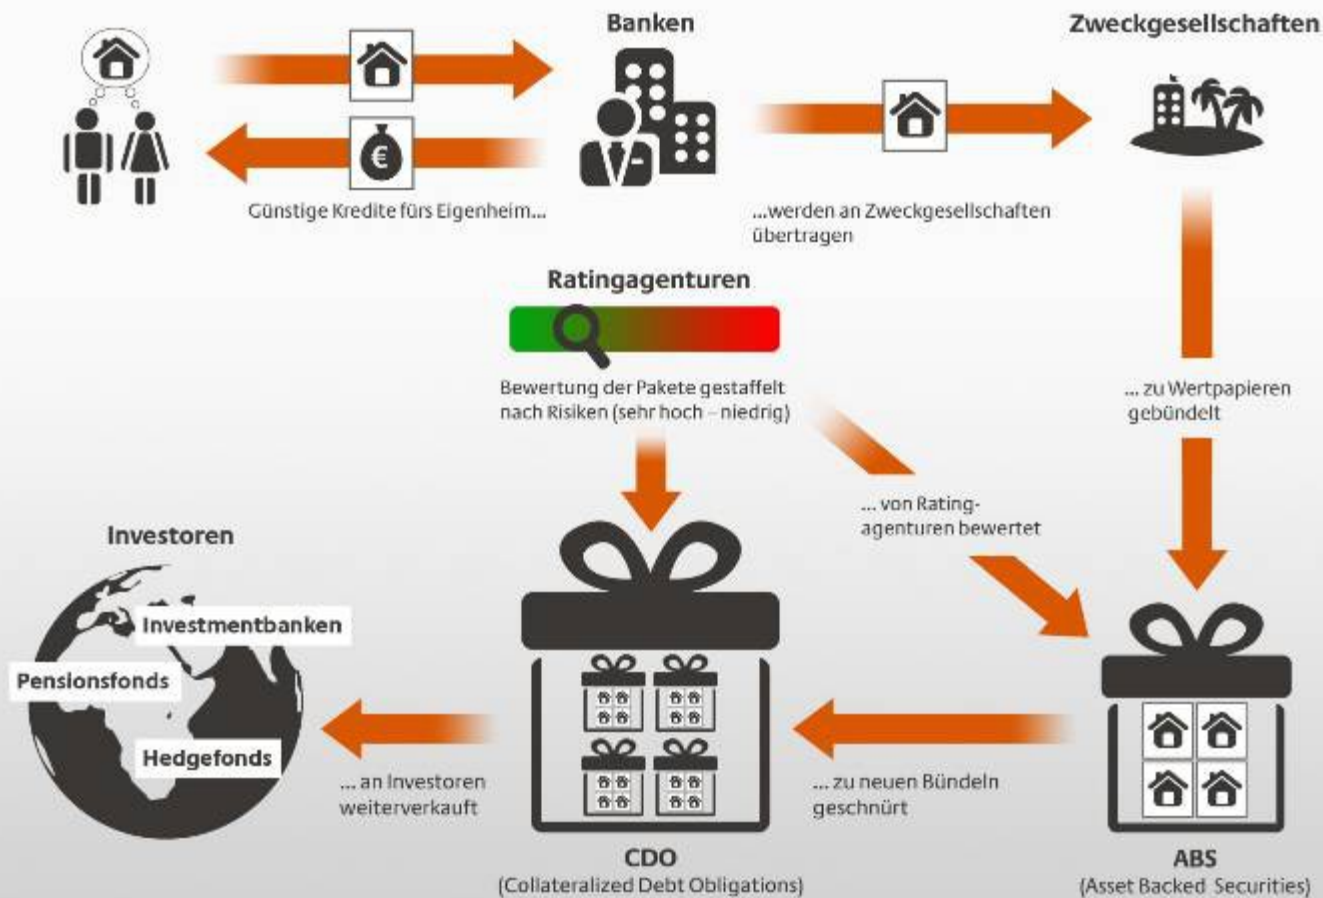 Banken
Zweckgesellschaften
€
Günstige Kredite fürs Eigenheim...
...werden an Zweckgesellschaften
übertragen
Ratingagenturen
Bewertung der Pakete gestaffelt
nach Risiken (sehr hoch – niedrig)
... zu Wertpapieren
gebündelt
... von Rating-
agenturen bewertet
Investoren
Investmentbanken
Pensionsfonds
Hedgefonds
... an Investoren
weiterverkauft
... zu neuen Bündeln
geschnürt
CDO
(Collateralized Debt Obligations)
ABS
(Asset Backed Securities)